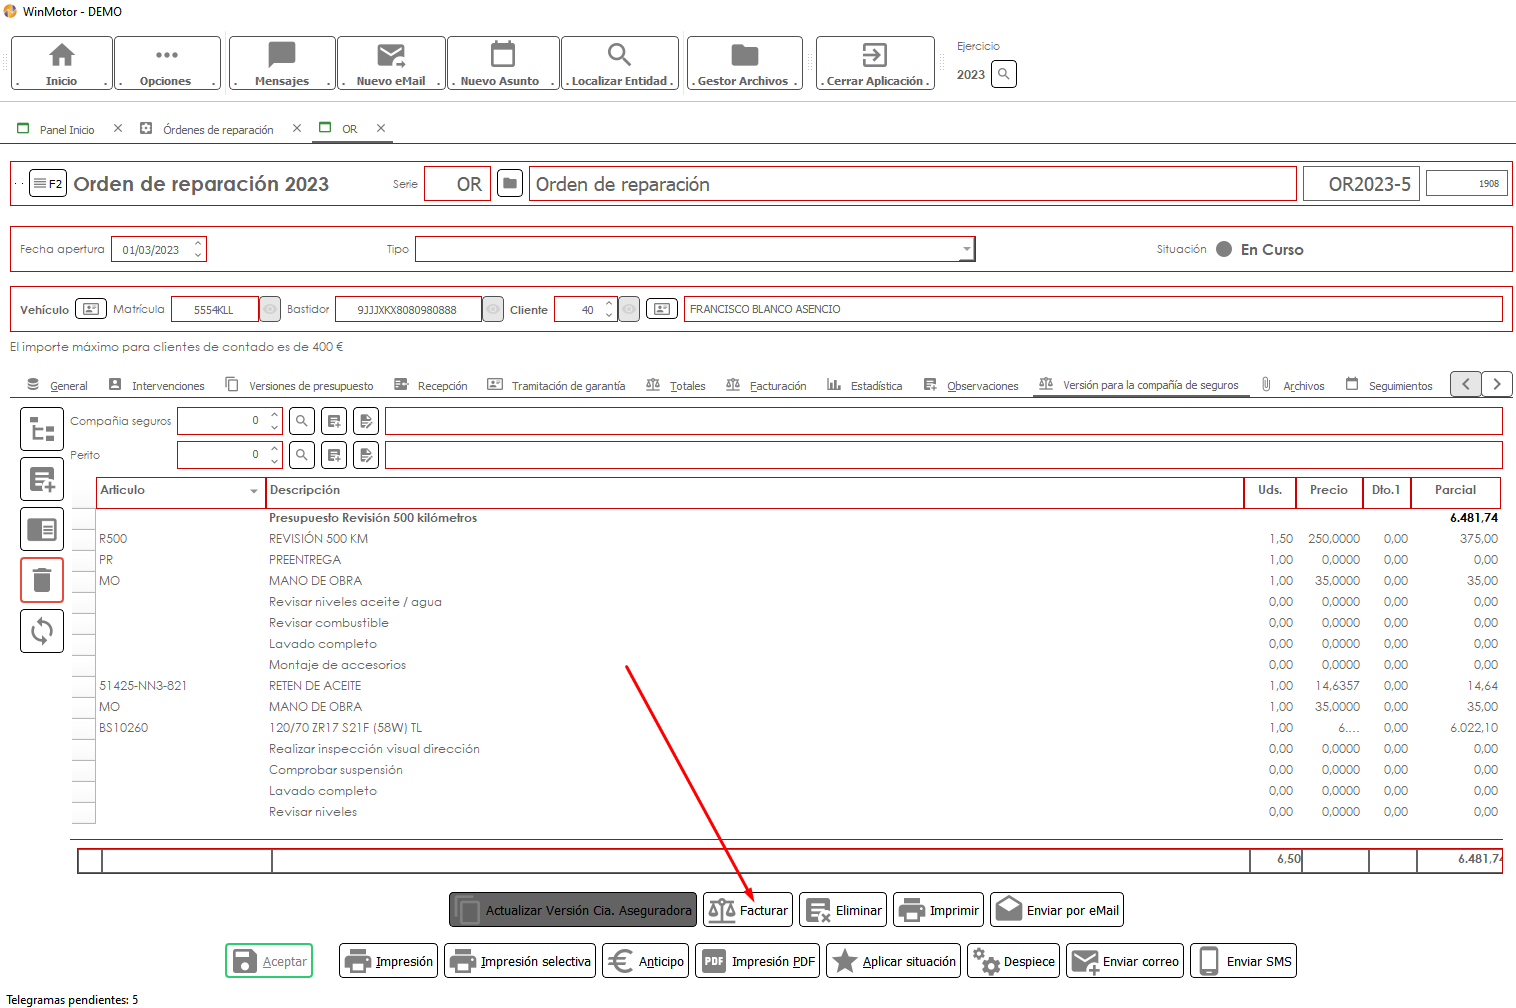 WinMotor - DEMO
Inicio
Opciones
Mensajes
Nuevo eMail
Nuevo Asunto
Localizar Entidad
Gestor Archivos
Cerrar Aplicación
Ejercicio
2023
Panel Inicio
Órdenes de reparación
OR
F2
Orden de reparación 2023
Serie
OR
Orden de reparación
OR2023-5
1908
Fecha apertura
01/03/2023
Tipo
Situación
En Curso
Vehículo
Matrícula
5554KLL
Bastidor
9JJJXKX8080980888
Cliente
40
FRANCISCO BLANCO ASENCIO
El importe máximo para clientes de contado es de 400 €
General
Intervenciones
Versiones de presupuesto
Recepción
Tramitación de garantía
Totales
Facturación
Estadística
Observaciones
Versión para la compañía de seguros
Archivos
Seguimientos
Compañia seguros 0
Perito 0
Articulo Descripción Uds. Precio Dto.1 Parcial
Presupuesto Revisión 500 kilómetros 6.481,74
R500 REVISIÓN 500 KM 1,50 250,0000 0,00 375,00
PR PREENTREGA 1,00 0,0000 0,00 0,00
MO MANO DE OBRA 1,00 35,0000 0,00 35,00
Revisar niveles aceite / agua 0,00 0,0000 0,00 0,00
Revisar combustible 0,00 0,0000 0,00 0,00
Lavado completo 0,00 0,0000 0,00 0,00
Montaje de accesorios 0,00 0,0000 0,00 0,00
51425-NN3-821 RETEN DE ACEITE 1,00 14,6357 0,00 14,64
MO MANO DE OBRA 1,00 35,0000 0,00 35,00
BS10260 120/70 ZR17 S21F (58W) TL 1,00 6.... 0,00 6.022,10
Realizar inspección visual dirección 0,00 0,0000 0,00 0,00
Comprobar suspensión 0,00 0,0000 0,00 0,00
Lavado completo 0,00 0,0000 0,00 0,00
Revisar niveles 0,00 0,0000 0,00 0,00
6,50 6.481,74
Actualizar Versión Cia. Aseguradora
Facturar
Eliminar
Imprimir
Enviar por eMail
Aceptar
Impresión
Impresión selectiva
Anticipo
PDF Impresión PDF
Aplicar situación
Despiece
Enviar correo
Enviar SMS
Telegramas pendientes: 5